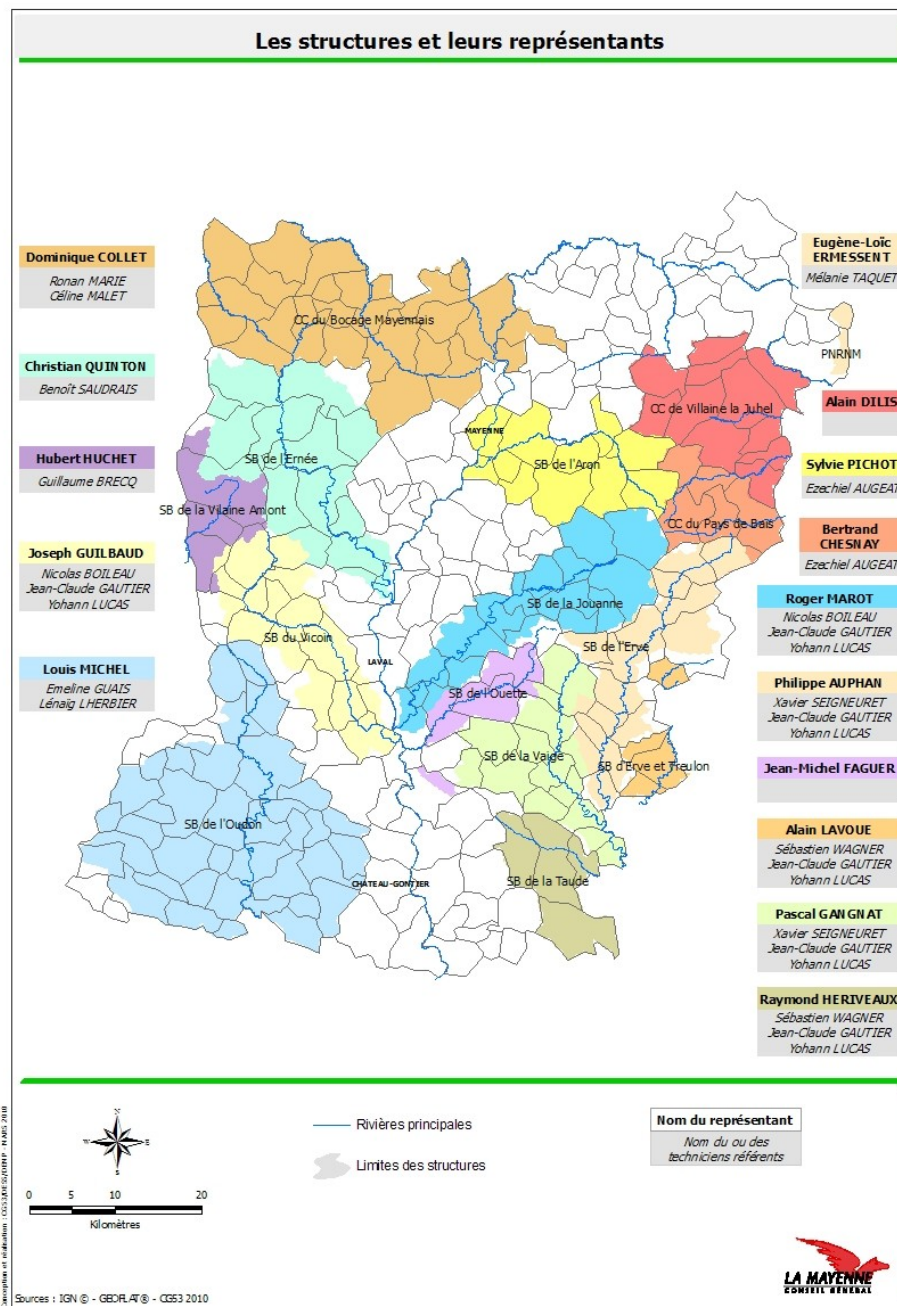 Les structures et leurs représentants
Dominique COLLET
Ronan MARIE
Céline MALET
Christian QUINTON
Benoît SAUDRAIS
Hubert HUCHET
Guillaume BRECQ
Joseph GUILBAUD
Nicolas BOILEAU
Jean-Claude GAUTIER
Yohann LUCAS
Louis MICHEL
Emeline GUAIS
Lénaïg LHERBIER
CC du Bocage Mayennais
PNRNM
CC de Villaine la Juhel
MAYENNE
SB de l'Ernée
SB de l'Aron
SB de la Vilaine Amont
CC du Pays de Bais
SB de la Jouanne
SB du Vicoin
SB de l'Erve
LAVAL
SB de l'Ouette
SB de la Vaige
SB d'Erve et Treulon
SB de l'Oudon
CHÂTEAU-GONTIER
SB de la Taude
Eugène-Loïc
ERMESSENT
Mélanie TAQUET
Alain DILIS
Sylvie PICHOT
Ezechiel AUGEAT
Bertrand
CHESNAY
Ezechiel AUGEAT
Roger MAROT
Nicolas BOILEAU
Jean-Claude GAUTIER
Yohann LUCAS
Philippe AUPHAN
Xavier SEIGNEURET
Jean-Claude GAUTIER
Yohann LUCAS
Jean-Michel FAGUER
Alain LAVOUE
Sébastien WAGNER
Jean-Claude GAUTIER
Yohann LUCAS
Pascal GANGNAT
Xavier SEIGNEURET
Jean-Claude GAUTIER
Yohann LUCAS
Raymond HERIVEAUX
Sébastien WAGNER
Jean-Claude GAUTIER
Yohann LUCAS
N
O E
S
0 5 10 20
Kilomètres
Rivières principales
Limites des structures
Nom du représentant
Nom du ou des
techniciens référents
LA MAYENNE
CONSEIL GENERAL
Sources : IGN © - GEOFLA® - CG53 2010